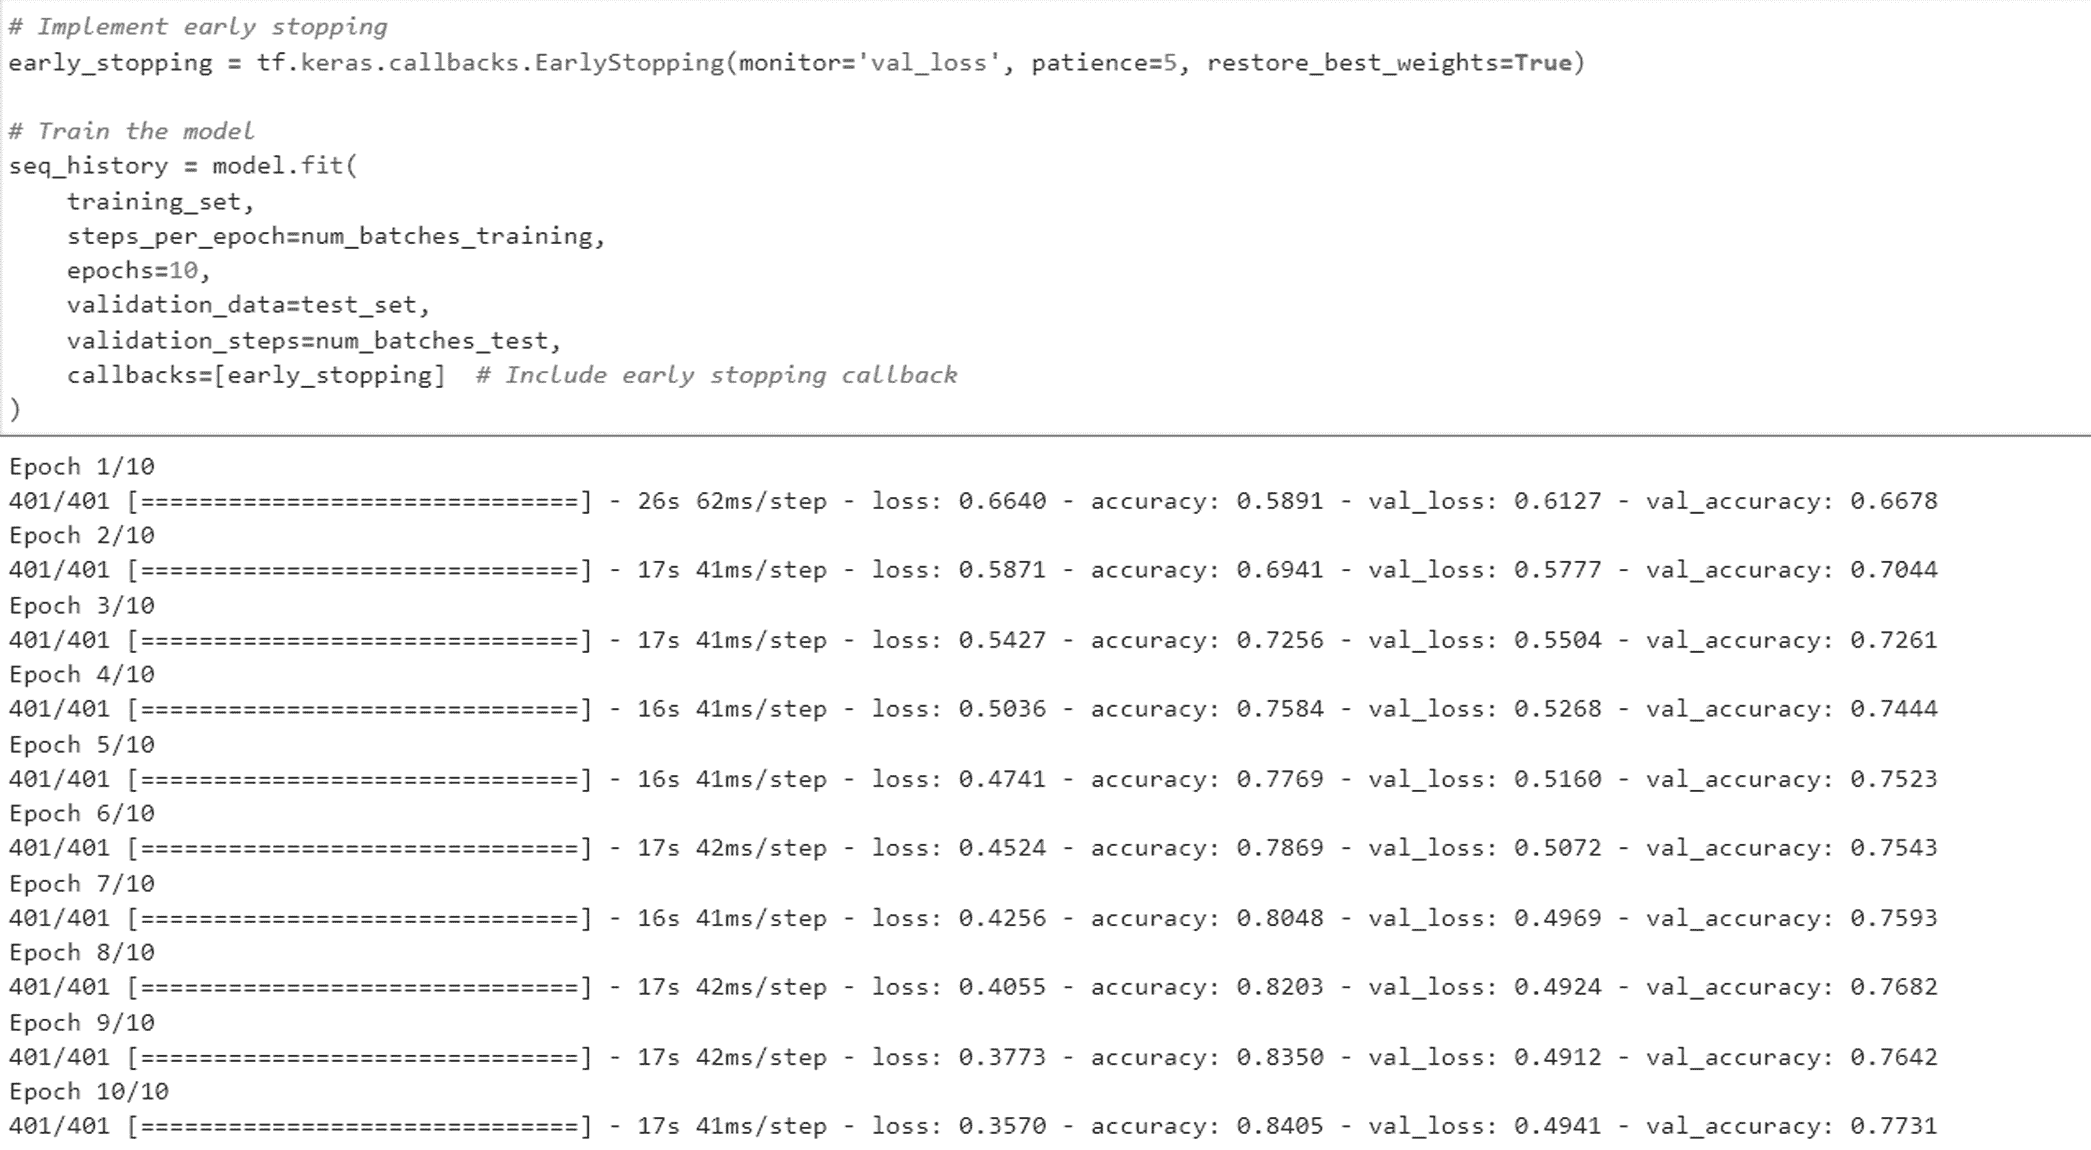 # Implement early stopping
early_stopping = tf.keras.callbacks.EarlyStopping(monitor='val_loss', patience=5, restore_best_weights=True)
# Train the model
seq_history = model.fit(
    training_set,
    steps_per_epoch=num_batches_training,
    epochs=10,
    validation_data=test_set,
    validation_steps=num_batches_test,
    callbacks=[early_stopping]  # Include early stopping callback
)
Epoch 1/10
401/401 [==============================] - 26s 62ms/step - loss: 0.6640 - accuracy: 0.5891 - val_loss: 0.6127 - val_accuracy: 0.6678
Epoch 2/10
401/401 [==============================] - 17s 41ms/step - loss: 0.5871 - accuracy: 0.6941 - val_loss: 0.5777 - val_accuracy: 0.7044
Epoch 3/10
401/401 [==============================] - 17s 41ms/step - loss: 0.5427 - accuracy: 0.7256 - val_loss: 0.5504 - val_accuracy: 0.7261
Epoch 4/10
401/401 [==============================] - 16s 41ms/step - loss: 0.5036 - accuracy: 0.7584 - val_loss: 0.5268 - val_accuracy: 0.7444
Epoch 5/10
401/401 [==============================] - 16s 41ms/step - loss: 0.4741 - accuracy: 0.7769 - val_loss: 0.5160 - val_accuracy: 0.7523
Epoch 6/10
401/401 [==============================] - 17s 42ms/step - loss: 0.4524 - accuracy: 0.7869 - val_loss: 0.5072 - val_accuracy: 0.7543
Epoch 7/10
401/401 [==============================] - 16s 41ms/step - loss: 0.4256 - accuracy: 0.8048 - val_loss: 0.4969 - val_accuracy: 0.7593
Epoch 8/10
401/401 [==============================] - 17s 42ms/step - loss: 0.4055 - accuracy: 0.8203 - val_loss: 0.4924 - val_accuracy: 0.7682
Epoch 9/10
401/401 [==============================] - 17s 42ms/step - loss: 0.3773 - accuracy: 0.8350 - val_loss: 0.4912 - val_accuracy: 0.7642
Epoch 10/10
401/401 [==============================] - 17s 41ms/step - loss: 0.3570 - accuracy: 0.8405 - val_loss: 0.4941 - val_accuracy: 0.7731